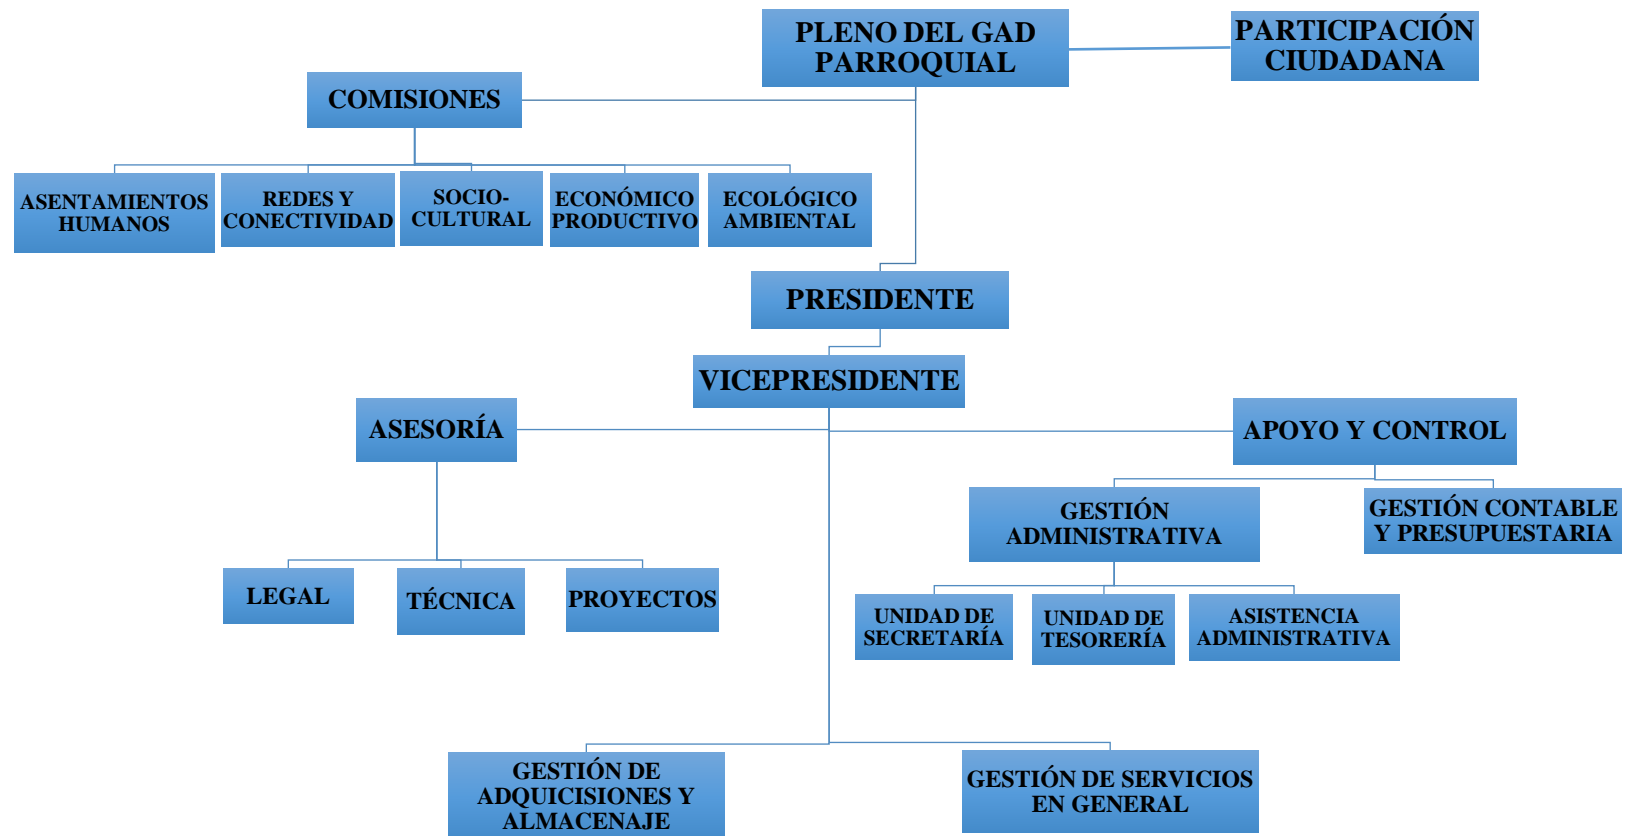 PLENO DEL GAD
PARROQUIAL
PARTICIPACIÓN
CIUDADANA
COMISIONES
ASENTAMIENTOS
HUMANOS
REDES Y
CONECTIVIDAD
SOCIO-
CULTURAL
ECONÓMICO
PRODUCTIVO
ECOLÓGICO
AMBIENTAL
PRESIDENTE
VICEPRESIDENTE
ASESORÍA
APOYO Y CONTROL
GESTIÓN
ADMINISTRATIVA
GESTIÓN CONTABLE
Y PRESUPUESTARIA
LEGAL
TÉCNICA
PROYECTOS
UNIDAD DE
SECRETARÍA
UNIDAD DE
TESORERÍA
ASISTENCIA
ADMINISTRATIVA
GESTIÓN DE
ADQUICISIONES Y
ALMACENAJE
GESTIÓN DE SERVICIOS
EN GENERAL